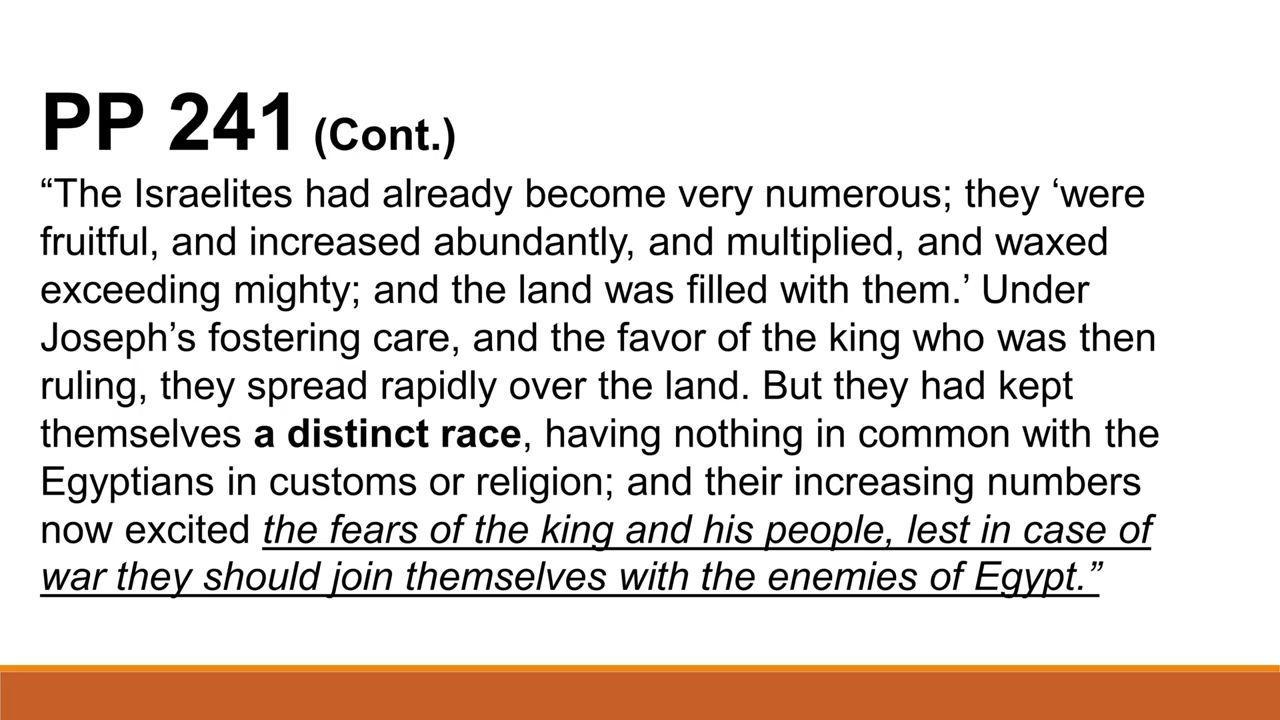 PP 241 (Cont.)
“The Israelites had already become very numerous; they ‘were
fruitful, and increased abundantly, and multiplied, and waxed
exceeding mighty; and the land was filled with them.’ Under
Joseph’s fostering care, and the favor of the king who was then
ruling, they spread rapidly over the land. But they had kept
themselves a distinct race, having nothing in common with the
Egyptians in customs or religion; and their increasing numbers
now excited the fears of the king and his people, lest in case of
war they should join themselves with the enemies of Egypt.”